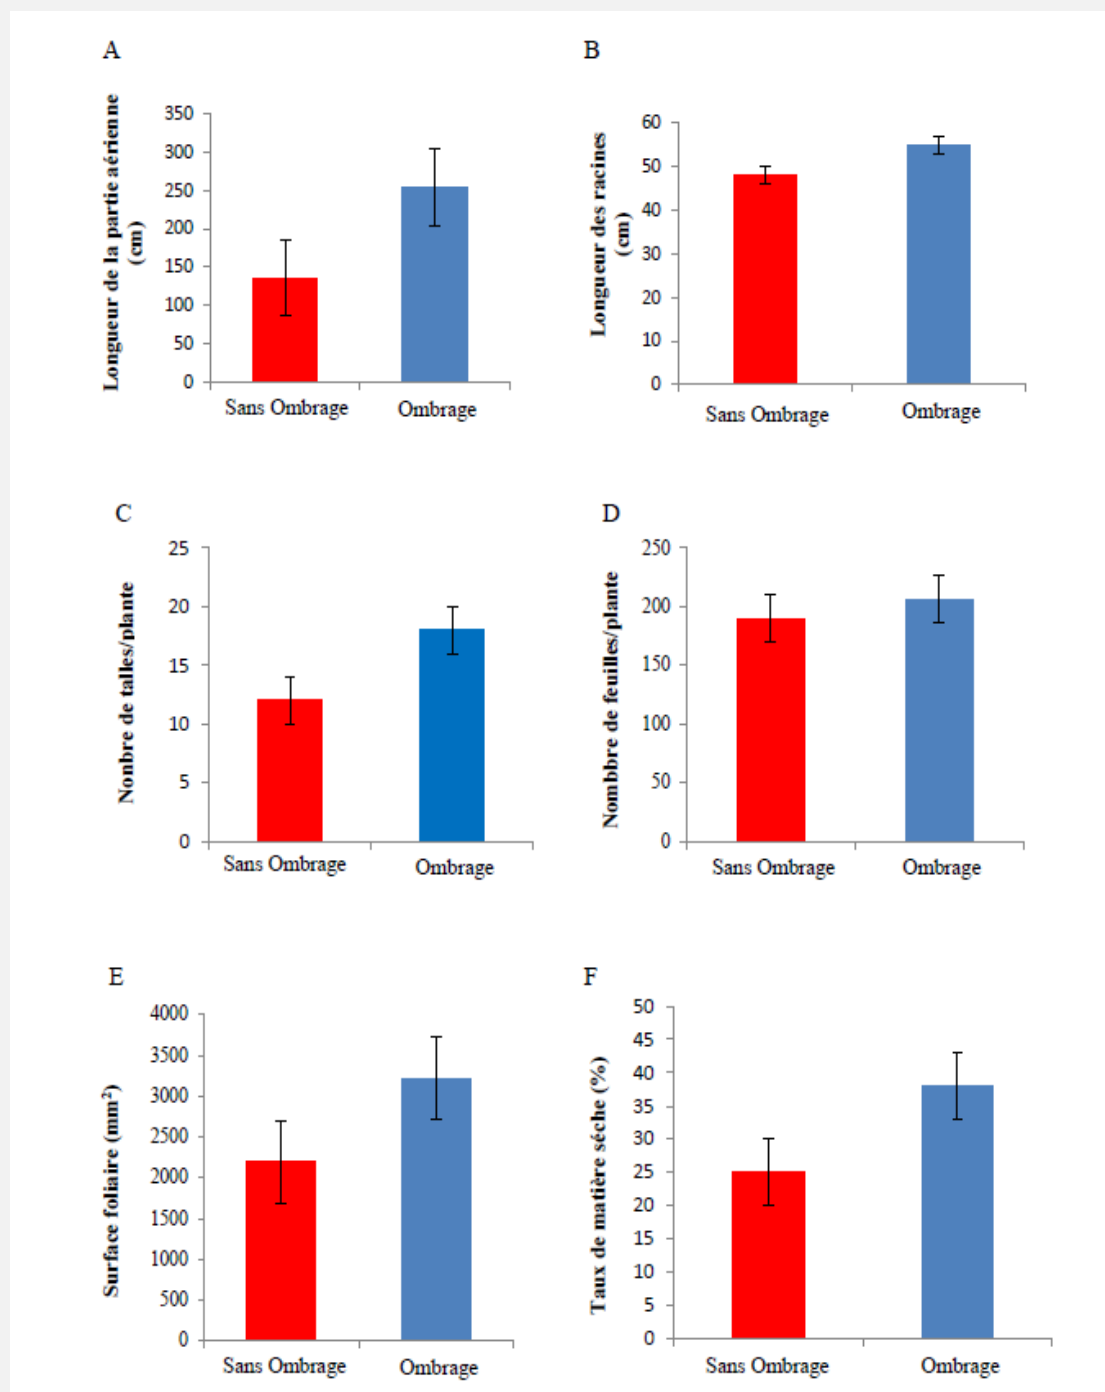 A
Longueur de la partie aérienne
(cm)
350
300
250
200
150
100
50
0
Sans Ombrage
Ombrage
B
Longueur des racines
(cm)
60
50
40
30
20
10
0
Sans Ombrage
Ombrage
C
Nonbre de talles/plante
25
20
15
10
5
0
Sans Ombrage
Ombrage
D
Nombbre de feuilles/plante
250
200
150
100
50
0
Sans Ombrage
Ombrage
E
Surface foliaire (mm²)
4000
3500
3000
2500
2000
1500
1000
500
0
Sans Ombrage
Ombrage
F
Taux de matière séche (%)
50
45
40
35
30
25
20
15
10
5
0
Sans Ombrage
Ombrage